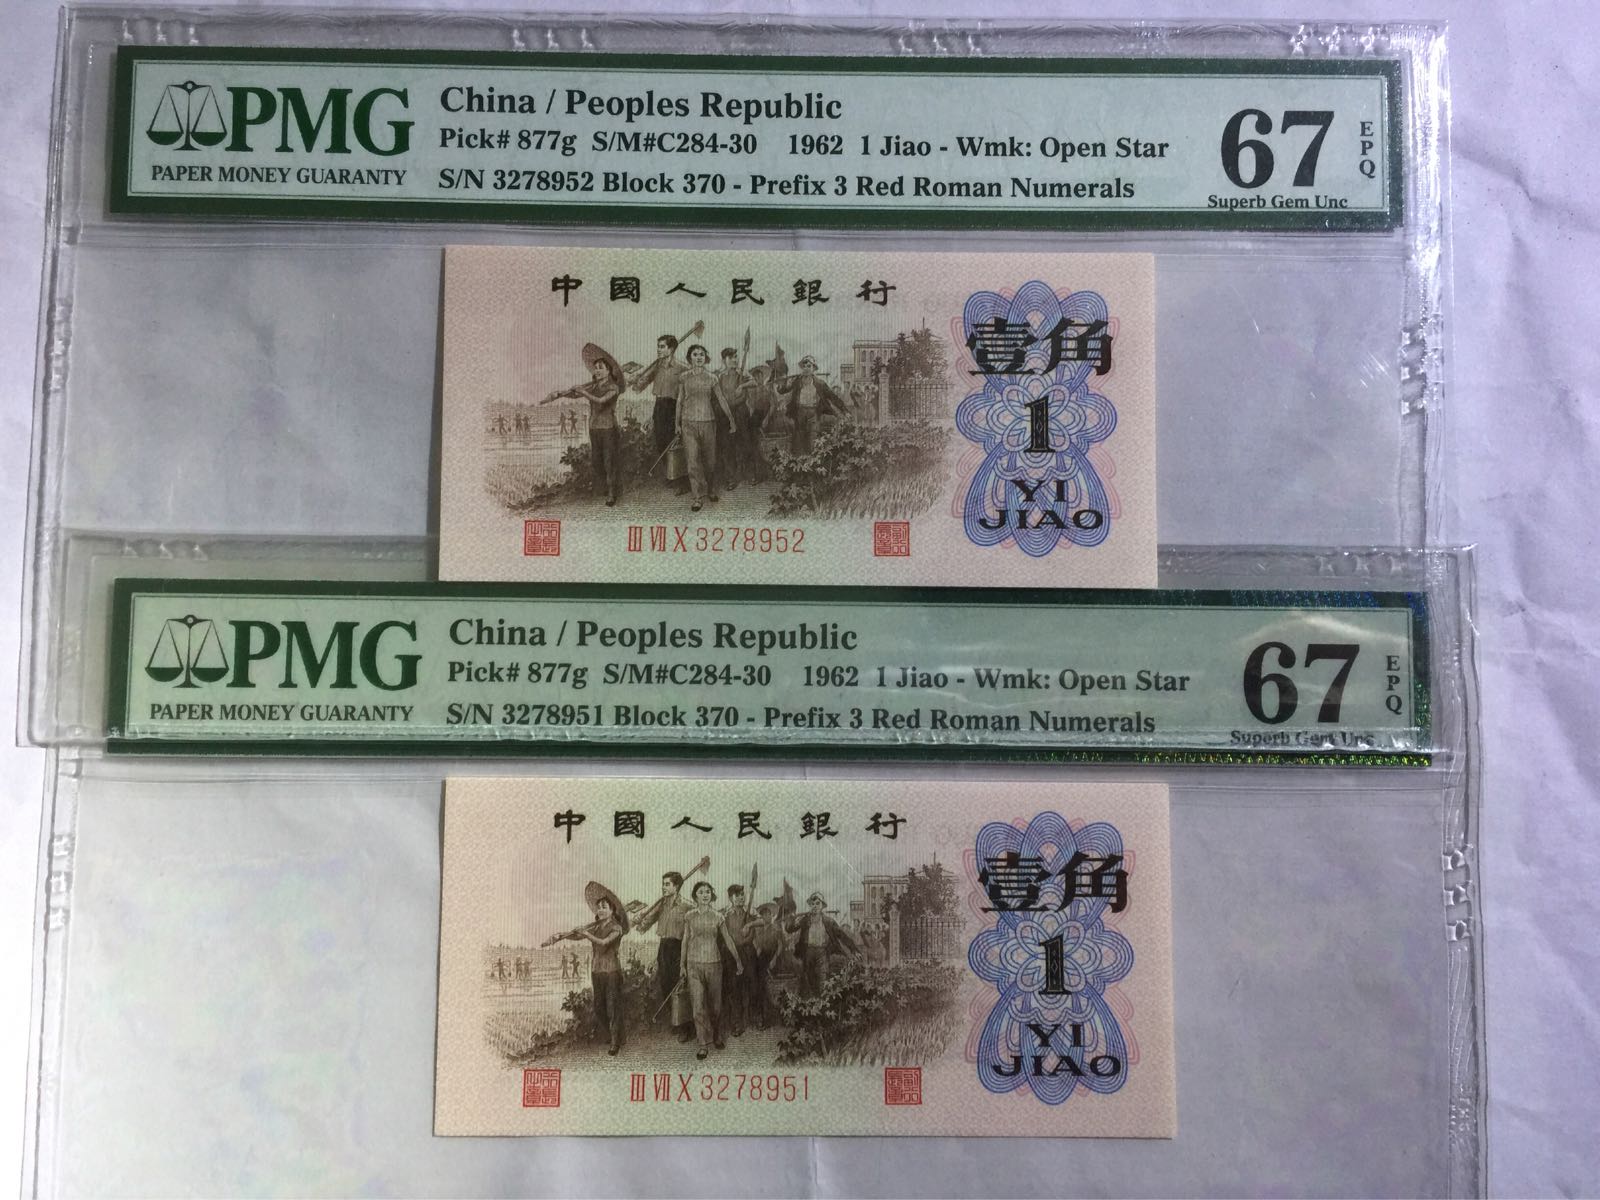 PMG
PAPER MONEY GUARANTY
China / Peoples Republic
Pick# 877g S/M#C284-30 1962 1 Jiao - Wmk: Open Star
S/N 3278952 Block 370 - Prefix 3 Red Roman Numerals
67
EPQ
Superb Gem Unc
中國人民銀行
壹角
1
YI
JIAO
III VII X 3278952
PMG
PAPER MONEY GUARANTY
China / Peoples Republic
Pick# 877g S/M#C284-30 1962 1 Jiao - Wmk: Open Star
S/N 3278951 Block 370 - Prefix 3 Red Roman Numerals
67
EPQ
Superb Gem Unc
中國人民銀行
壹角
1
YI
JIAO
III VII X 3278951